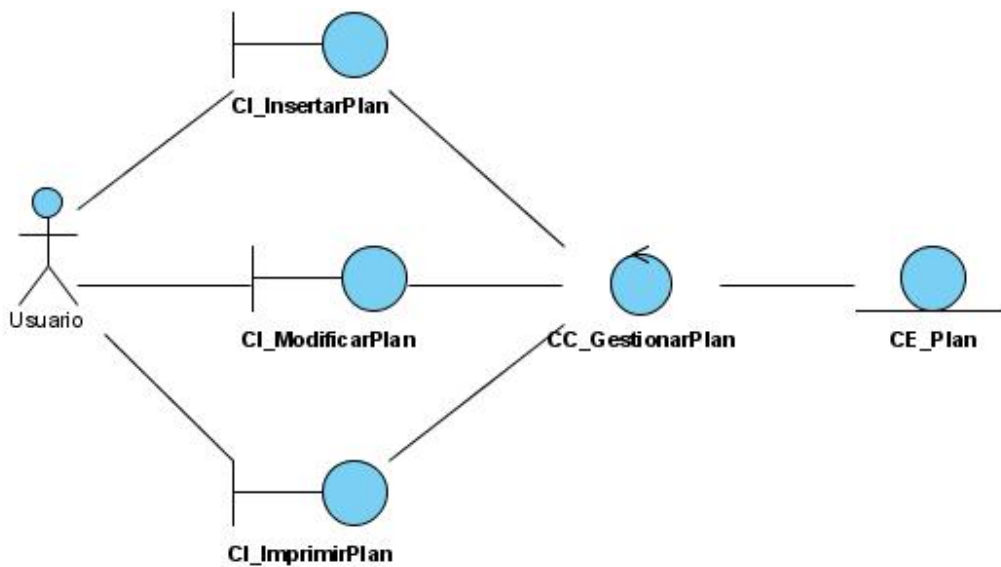 CI_InsertarPlan
Usuario
CI_ModificarPlan
CC_GestionarPlan
CE_Plan
CI_ImprimirPlan